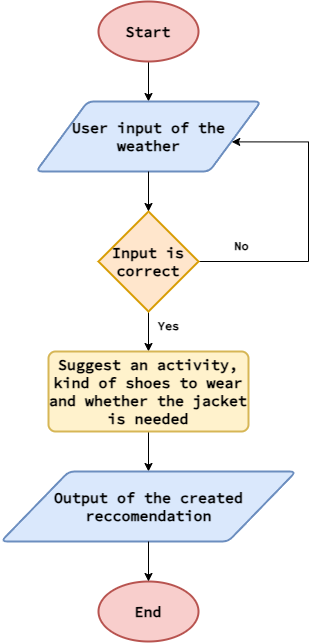 Start
User input of the
weather
Input is
correct
No
Yes
Suggest an activity,
kind of shoes to wear
and whether the jacket
is needed
Output of the created
reccomendation
End